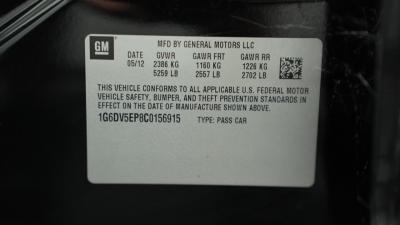 GM
MFD BY GENERAL MOTORS LLC
DATE GVWR GAWR FRT GAWR RR
05/12 2386 KG 1160 KG 1226 KG
5259 LB 2557 LB 2702 LB
THIS VEHICLE CONFORMS TO ALL APPLICABLE U.S. FEDERAL MOTOR
VEHICLE SAFETY, BUMPER, AND THEFT PREVENTION STANDARDS IN
EFFECT ON THE DATE OF MANUFACTURE SHOWN ABOVE.
1G6DV5EP8C0156915 TYPE: PASS CAR